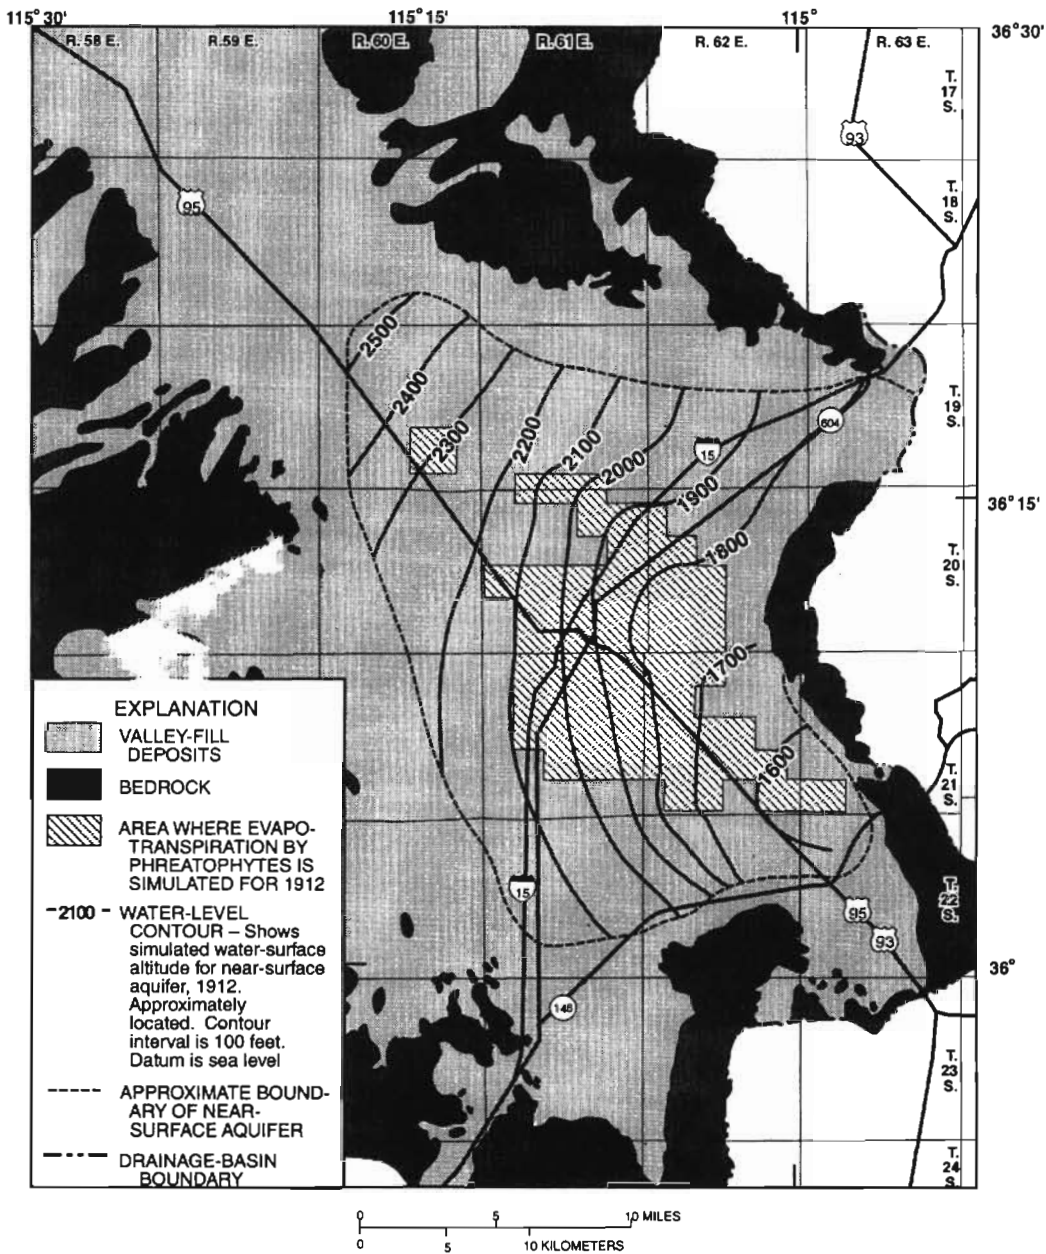 115° 30' 115° 15' 115°
36° 30'
R. 58 E. R.59 E. R. 60 E. R. 61 E. R. 62 E. R. 63 E.
T.
17
S.
93
T.
18
S.
95
2500
2400
T.
19
S.
2300
2200
2100
604
15
2000
1900
36° 15'
1800
T.
20
S.
1700
1600
T.
21
S.
EXPLANATION
VALLEY-FILL
DEPOSITS
BEDROCK
AREA WHERE EVAPO-
TRANSPIRATION BY
PHREATOPHYTES IS
SIMULATED FOR 1912
2100
WATER-LEVEL
CONTOUR – Shows
simulated water-surface
altitude for near-surface
aquifer, 1912.
Approximately
located. Contour
interval is 100 feet.
Datum is sea level
APPROXIMATE BOUND-
ARY OF NEAR-
SURFACE AQUIFER
DRAINAGE-BASIN
BOUNDARY
15
T.
22
S.
95
93
36°
146
T.
23
S.
T.
24
S.
0 5 10 MILES
0 5 10 KILOMETERS